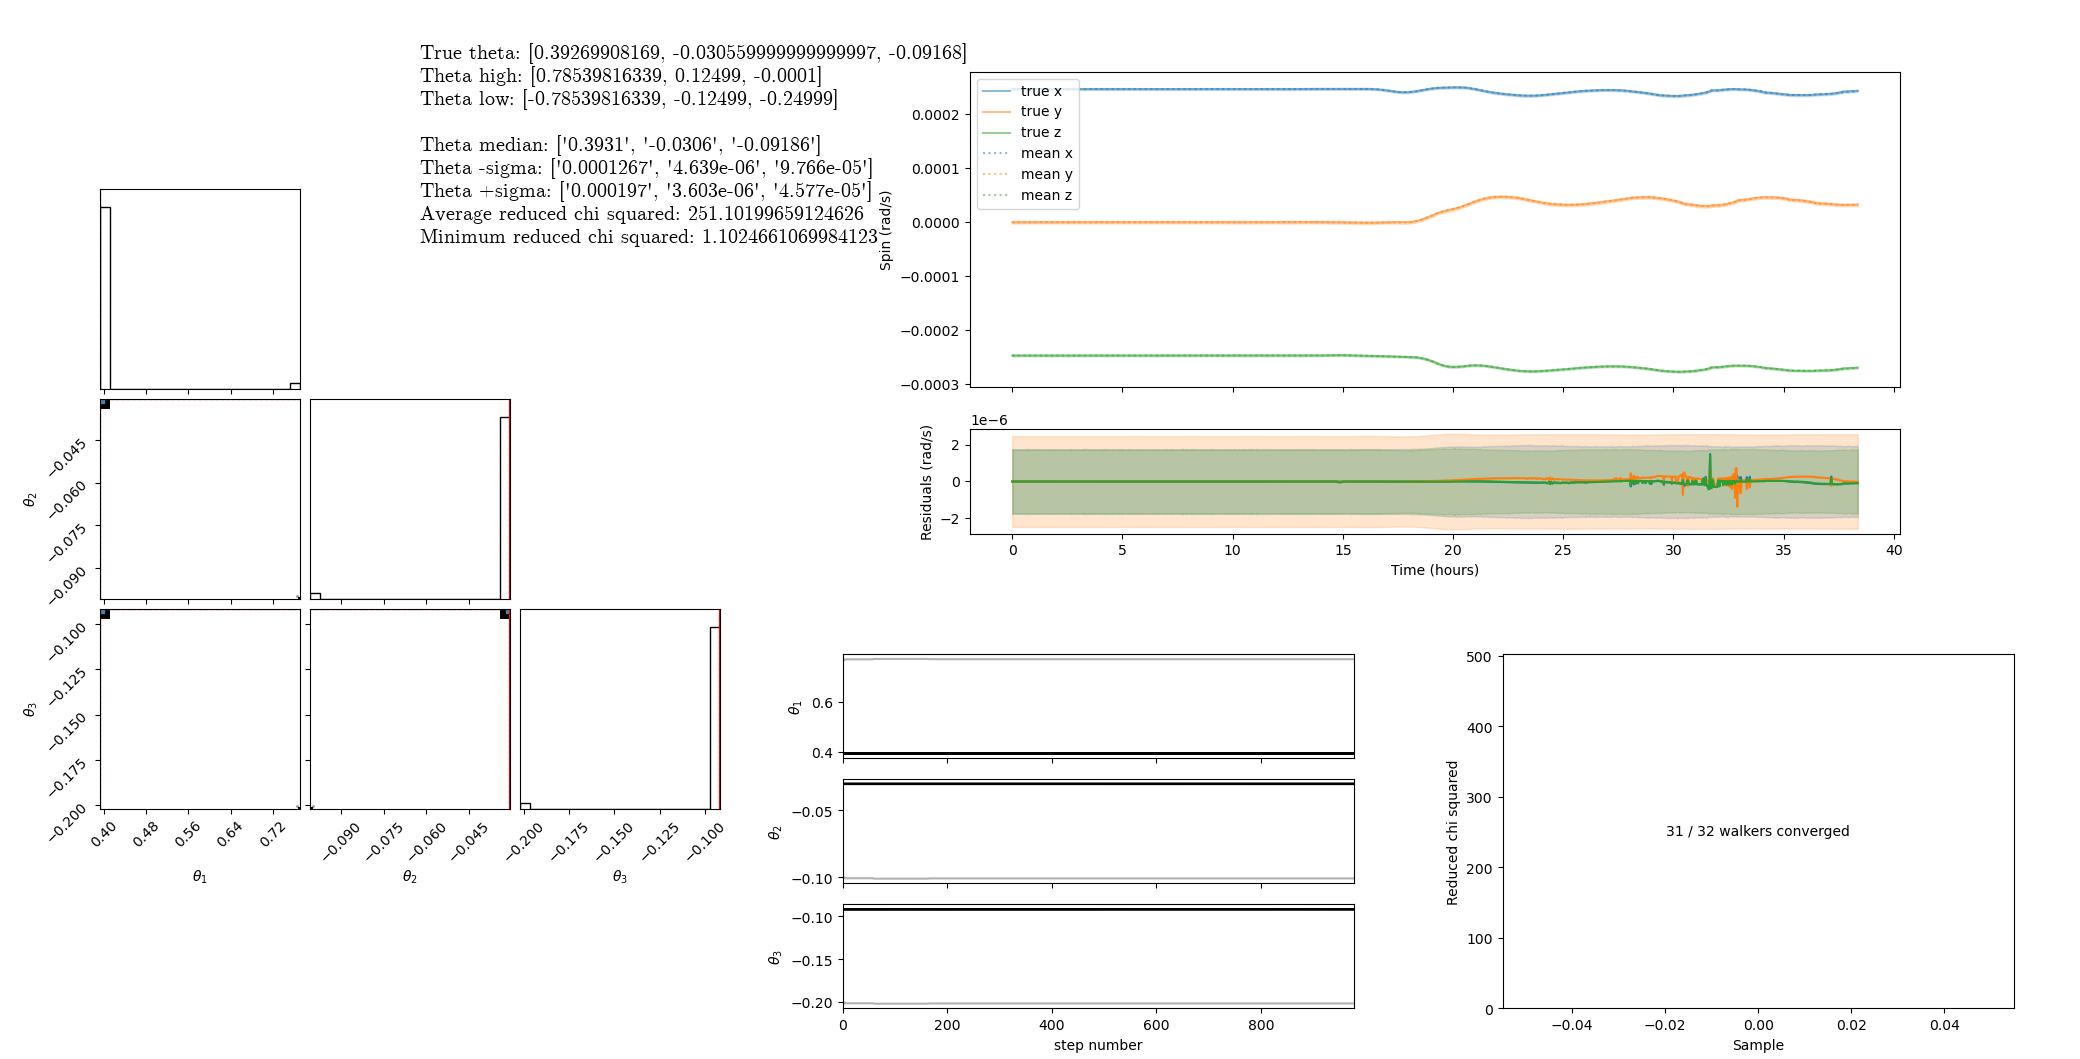 True theta: [0.39269908169, -0.030559999999999997, -0.09168]
Theta high: [0.78539816339, 0.12499, -0.0001]
Theta low: [-0.78539816339, -0.12499, -0.24999]
Theta median: ['0.3931', '-0.0306', '-0.09186']
Theta -sigma: ['0.0001267', '4.639e-06', '9.766e-05']
Theta +sigma: ['0.000197', '3.603e-06', '4.577e-05']
Average reduced chi squared: 251.10199659124626
Minimum reduced chi squared: 1.1024661069984123
true x
true y
true z
mean x
mean y
mean z
Spin (rad/s)
0.0002
0.0001
0.0000
−0.0001
−0.0002
−0.0003
1e−6
Residuals (rad/s)
2
0
−2
0 5 10 15 20 25 30 35 40
Time (hours)
θ2
−0.045
−0.060
−0.075
−0.090
θ3
−0.100
−0.125
−0.150
−0.175
−0.200
0.40 0.48 0.56 0.64 0.72
θ1
−0.090 −0.075 −0.060 −0.045
θ2
−0.200 −0.175 −0.150 −0.125 −0.100
θ3
θ1
0.6
0.4
θ2
−0.05
−0.10
θ3
−0.10
−0.15
−0.20
0 200 400 600 800
step number
Reduced chi squared
500
400
300
200
100
0
31 / 32 walkers converged
−0.04 −0.02 0.00 0.02 0.04
Sample